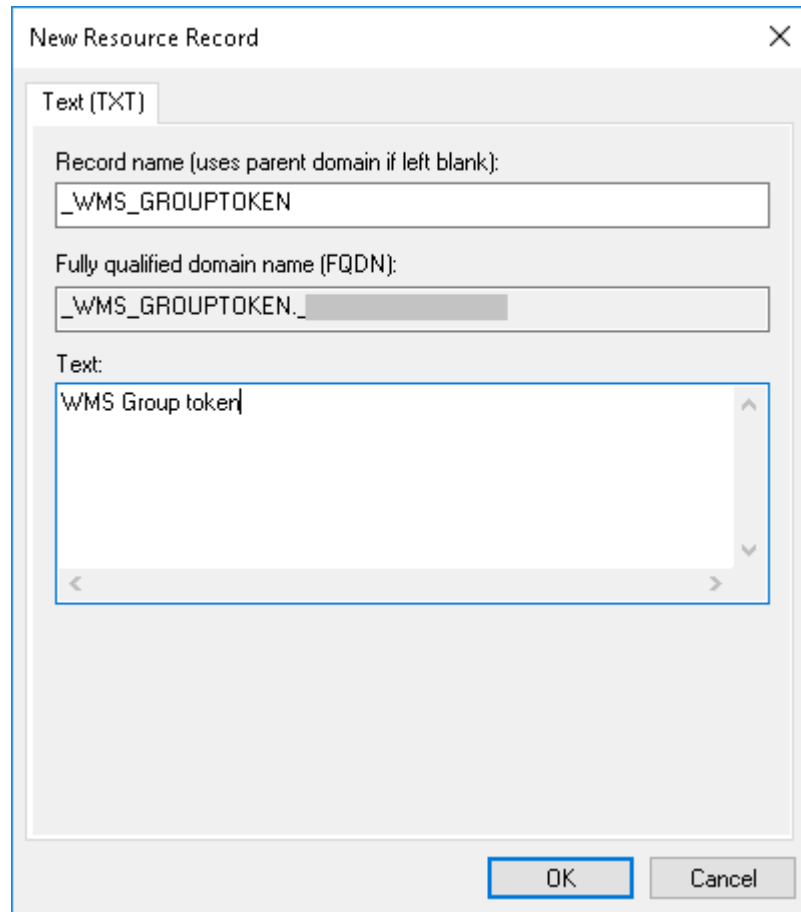 New Resource Record
Text (TXT)
Record name (uses parent domain if left blank):
_WMS_GROUPTOKEN
Fully qualified domain name (FQDN):
_WMS_GROUPTOKEN._
Text:
WMS Group token
OK
Cancel